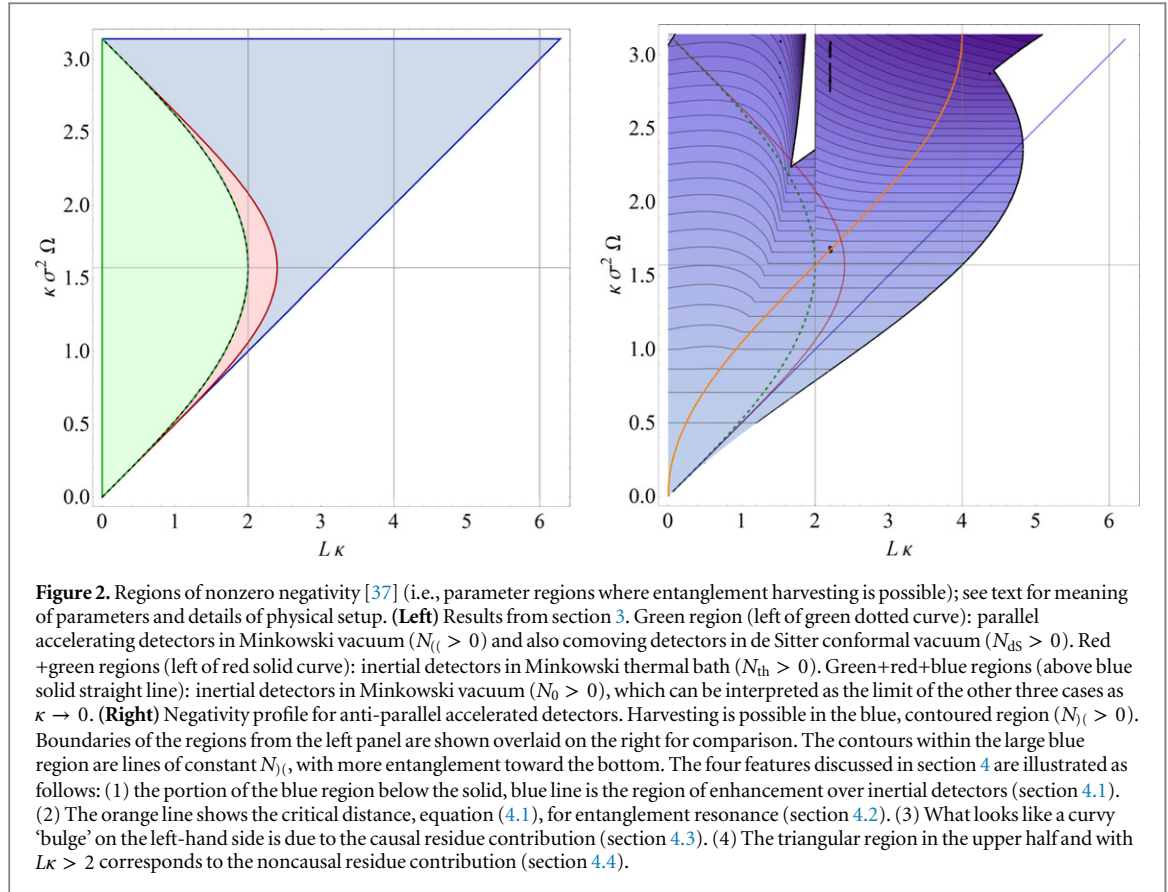 3.0
2.5
2.0
1.5
1.0
0.5
0.0
κ σ² Ω
0 1 2 3 4 5 6
L κ
3.0
2.5
2.0
1.5
1.0
0.5
0.0
κ σ² Ω
0 1 2 3 4 5 6
L κ
Figure 2. Regions of nonzero negativity [37] (i.e., parameter regions where entanglement harvesting is possible); see text for meaning
of parameters and details of physical setup. (Left) Results from section 3. Green region (left of green dotted curve): parallel
accelerating detectors in Minkowski vacuum (N₍₍ > 0) and also comoving detectors in de Sitter conformal vacuum (N_dS > 0). Red
+green regions (left of red solid curve): inertial detectors in Minkowski thermal bath (N_th > 0). Green+red+blue regions (above blue
solid straight line): inertial detectors in Minkowski vacuum (N₀ > 0), which can be interpreted as the limit of the other three cases as
κ → 0. (Right) Negativity profile for anti-parallel accelerated detectors. Harvesting is possible in the blue, contoured region (N₎₍ > 0).
Boundaries of the regions from the left panel are shown overlaid on the right for comparison. The contours within the large blue
region are lines of constant N₎₍, with more entanglement toward the bottom. The four features discussed in section 4 are illustrated as
follows: (1) the portion of the blue region below the solid, blue line is the region of enhancement over inertial detectors (section 4.1).
(2) The orange line shows the critical distance, equation (4.1), for entanglement resonance (section 4.2). (3) What looks like a curvy
‘bulge’ on the left-hand side is due to the causal residue contribution (section 4.3). (4) The triangular region in the upper half and with
Lκ > 2 corresponds to the noncausal residue contribution (section 4.4).